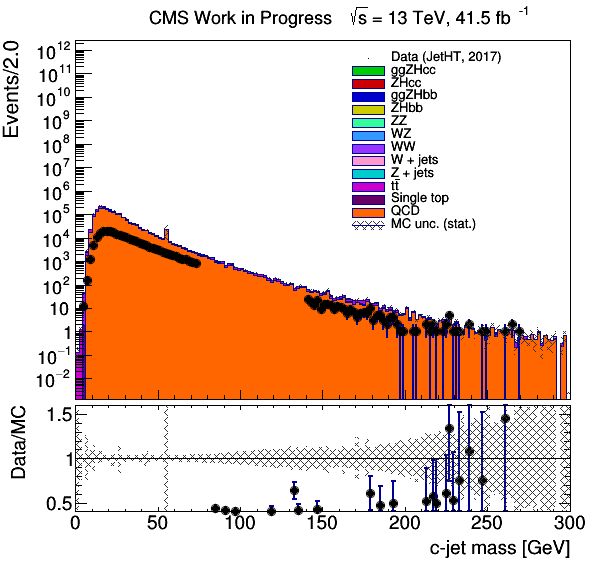 CMS Work in Progress √s = 13 TeV, 41.5 fb⁻¹
Events/2.0
10¹²
10¹¹
10¹⁰
10⁹
10⁸
10⁷
10⁶
10⁵
10⁴
10³
10²
10
1
10⁻¹
10⁻²
Data (JetHT, 2017)
ggZHcc
ZHcc
ggZHbb
ZHbb
ZZ
WZ
WW
W + jets
Z + jets
tt̄
Single top
QCD
MC unc. (stat.)
Data/MC
1.5
1
0.5
0 50 100 150 200 250 300
c-jet mass [GeV]